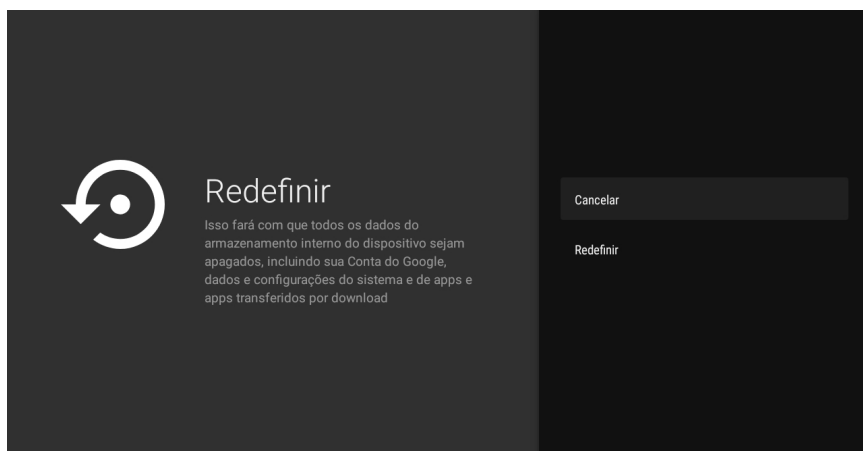 Redefinir
Isso fará com que todos os dados do
armazenamento interno do dispositivo sejam
apagados, incluindo sua Conta do Google,
dados e configurações do sistema e de apps e
apps transferidos por download
Cancelar
Redefinir